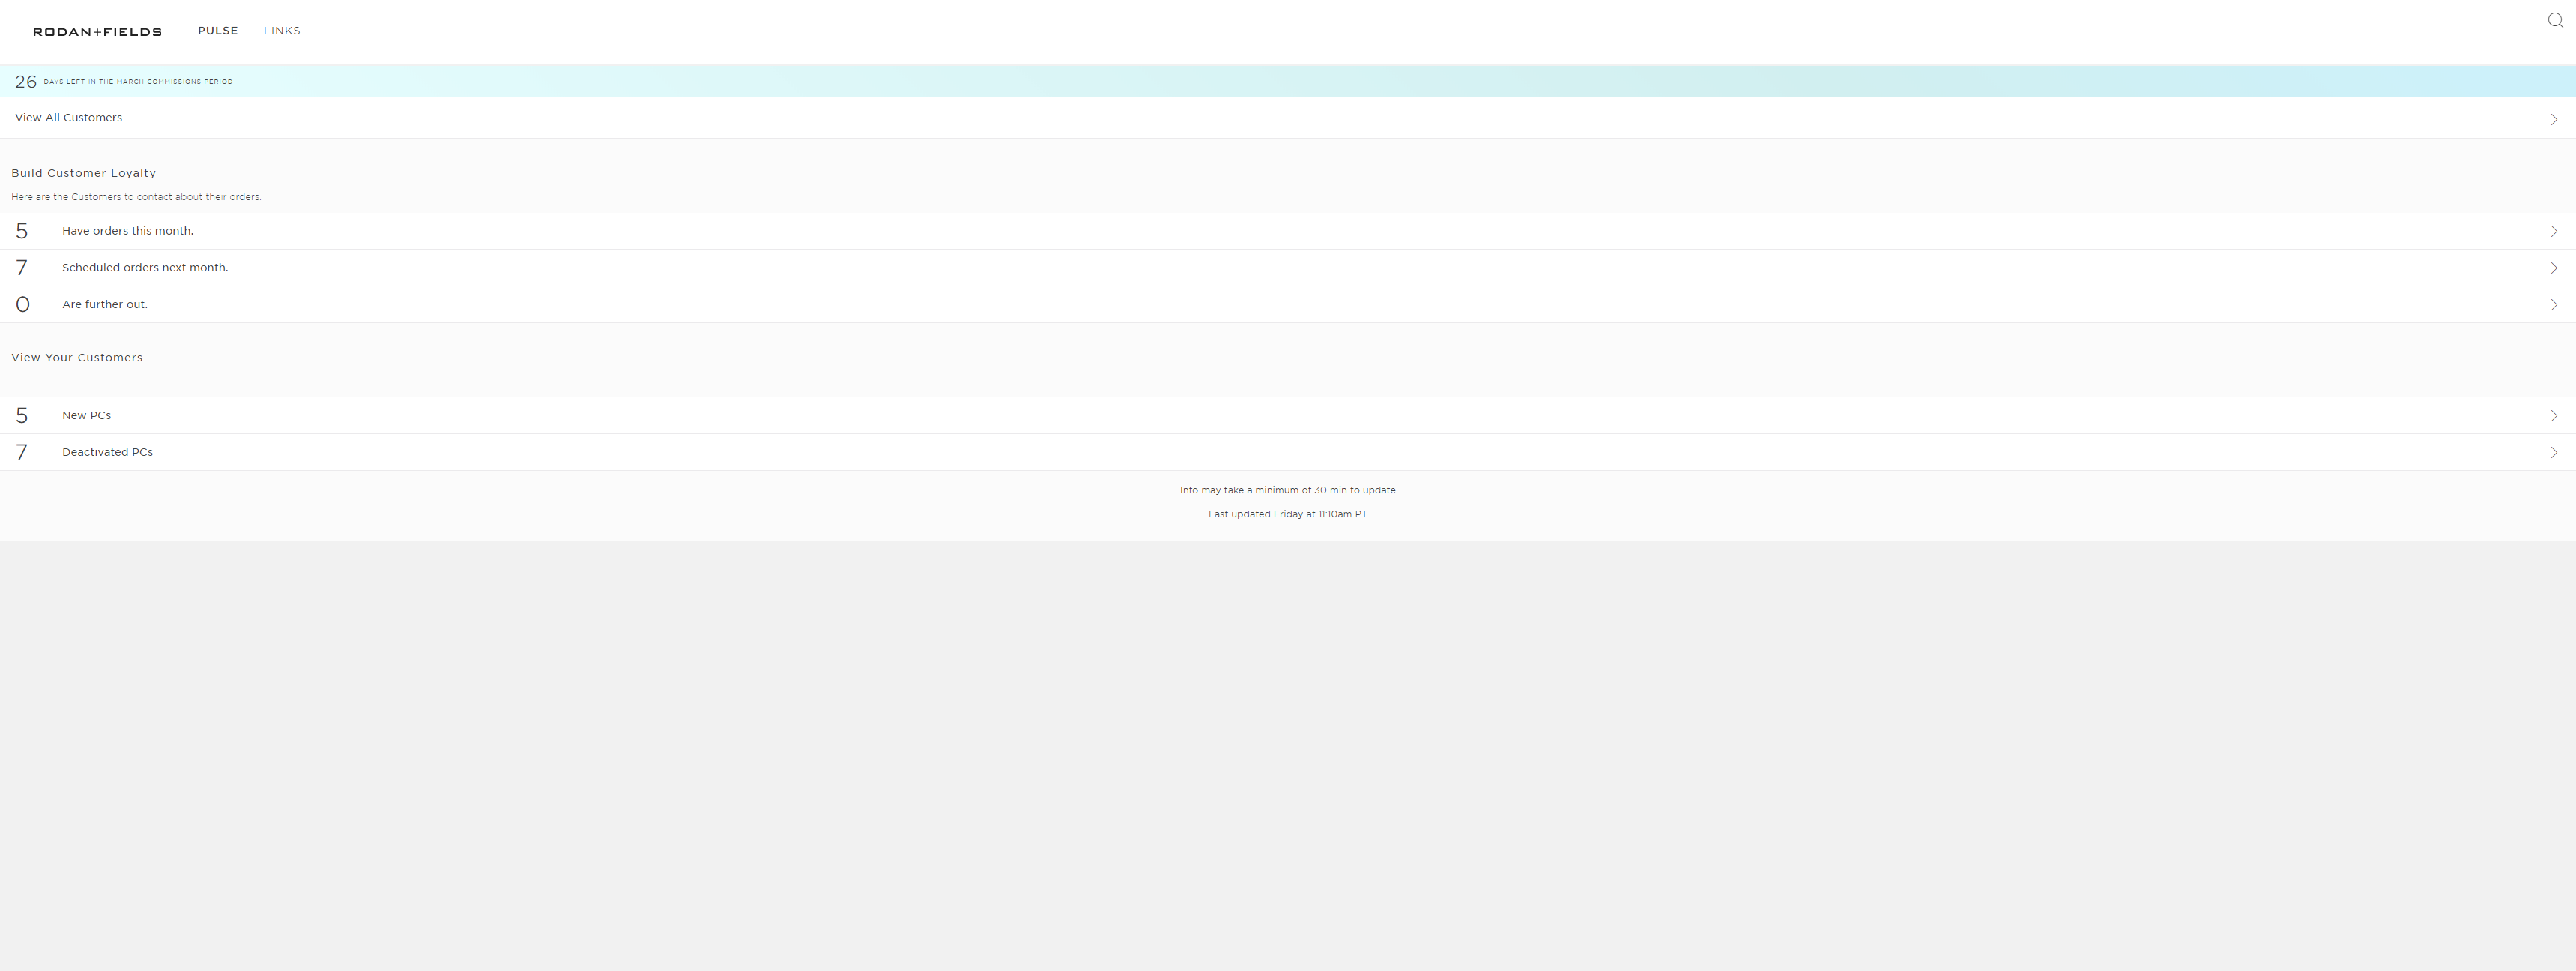 RODAN+FIELDS PULSE LINKS
26 DAYS LEFT IN THE MARCH COMMISSIONS PERIOD
View All Customers
Build Customer Loyalty
Here are the Customers to contact about their orders.
5 Have orders this month.
7 Scheduled orders next month.
0 Are further out.
View Your Customers
5 New PCs
7 Deactivated PCs
Info may take a minimum of 30 min to update
Last updated Friday at 11:10am PT